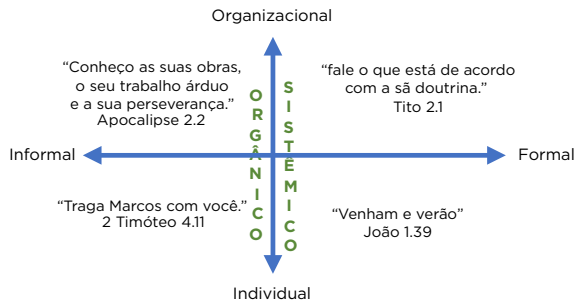 Organizacional
“Conheço as suas obras,
o seu trabalho árduo
e a sua perseverança.”
Apocalipse 2.2
“fale o que está de acordo
com a sã doutrina.”
Tito 2.1
ORGÂNICO
SISTÊMICO
Informal
Formal
“Traga Marcos com você.”
2 Timóteo 4.11
“Venham e verão”
João 1.39
Individual